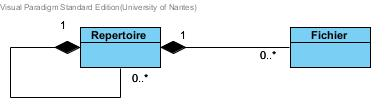 Visual Paradigm Standard Edition(University of Nantes)
1
Repertoire
1
Fichier
0..*
0..*